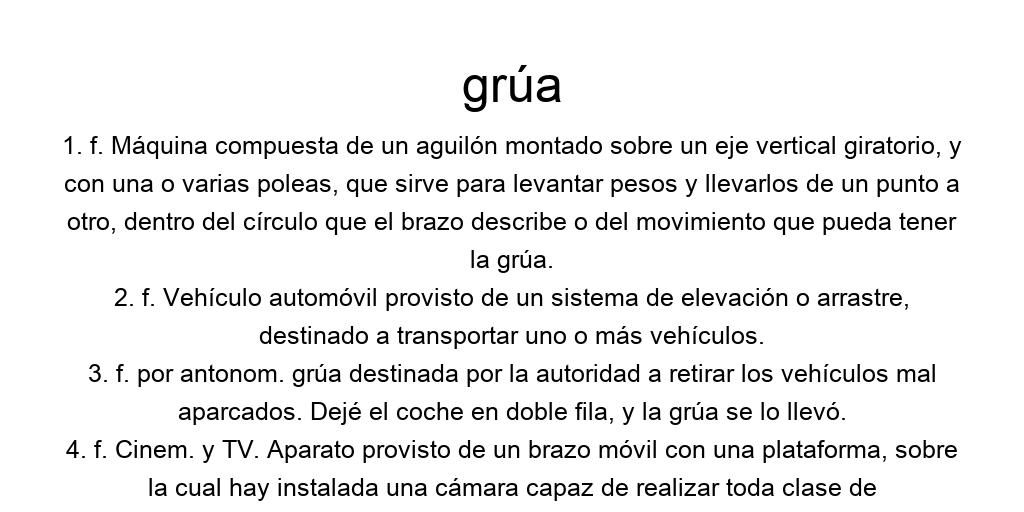 grúa
1. f. Máquina compuesta de un aguilón montado sobre un eje vertical giratorio, y
con una o varias poleas, que sirve para levantar pesos y llevarlos de un punto a
otro, dentro del círculo que el brazo describe o del movimiento que pueda tener
la grúa.
2. f. Vehículo automóvil provisto de un sistema de elevación o arrastre,
destinado a transportar uno o más vehículos.
3. f. por antonom. grúa destinada por la autoridad a retirar los vehículos mal
aparcados. Dejé el coche en doble fila, y la grúa se lo llevó.
4. f. Cinem. y TV. Aparato provisto de un brazo móvil con una plataforma, sobre
la cual hay instalada una cámara capaz de realizar toda clase de